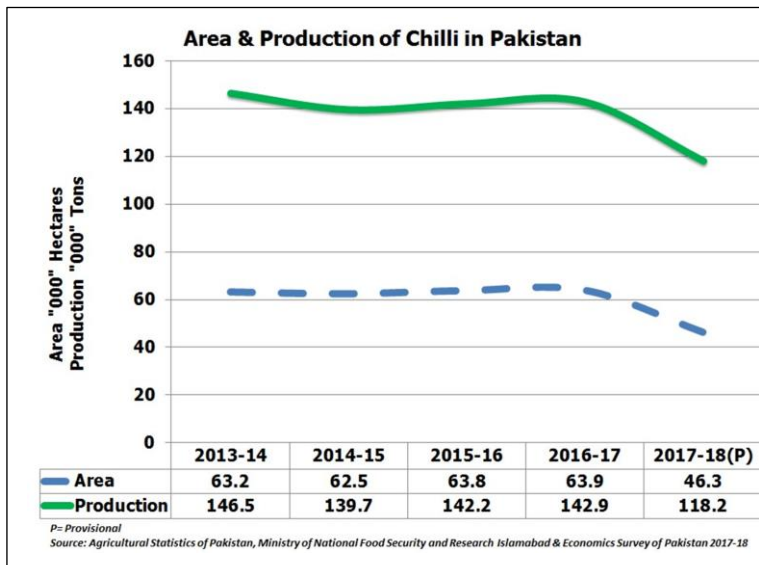 Area & Production of Chilli in Pakistan
Area "000" Hectares
Production "000" Tons
160
140
120
100
80
60
40
20
0
2013-14 2014-15 2015-16 2016-17 2017-18(P)
Area 63.2 62.5 63.8 63.9 46.3
Production 146.5 139.7 142.2 142.9 118.2
P= Provisional
Source: Agricultural Statistics of Pakistan, Ministry of National Food Security and Research Islamabad & Economics Survey of Pakistan 2017-18